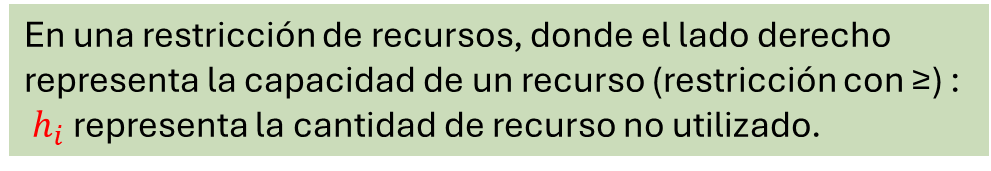 En una restricción de recursos, donde el lado derecho
representa la capacidad de un recurso (restricción con ≥) :
hᵢ representa la cantidad de recurso no utilizado.